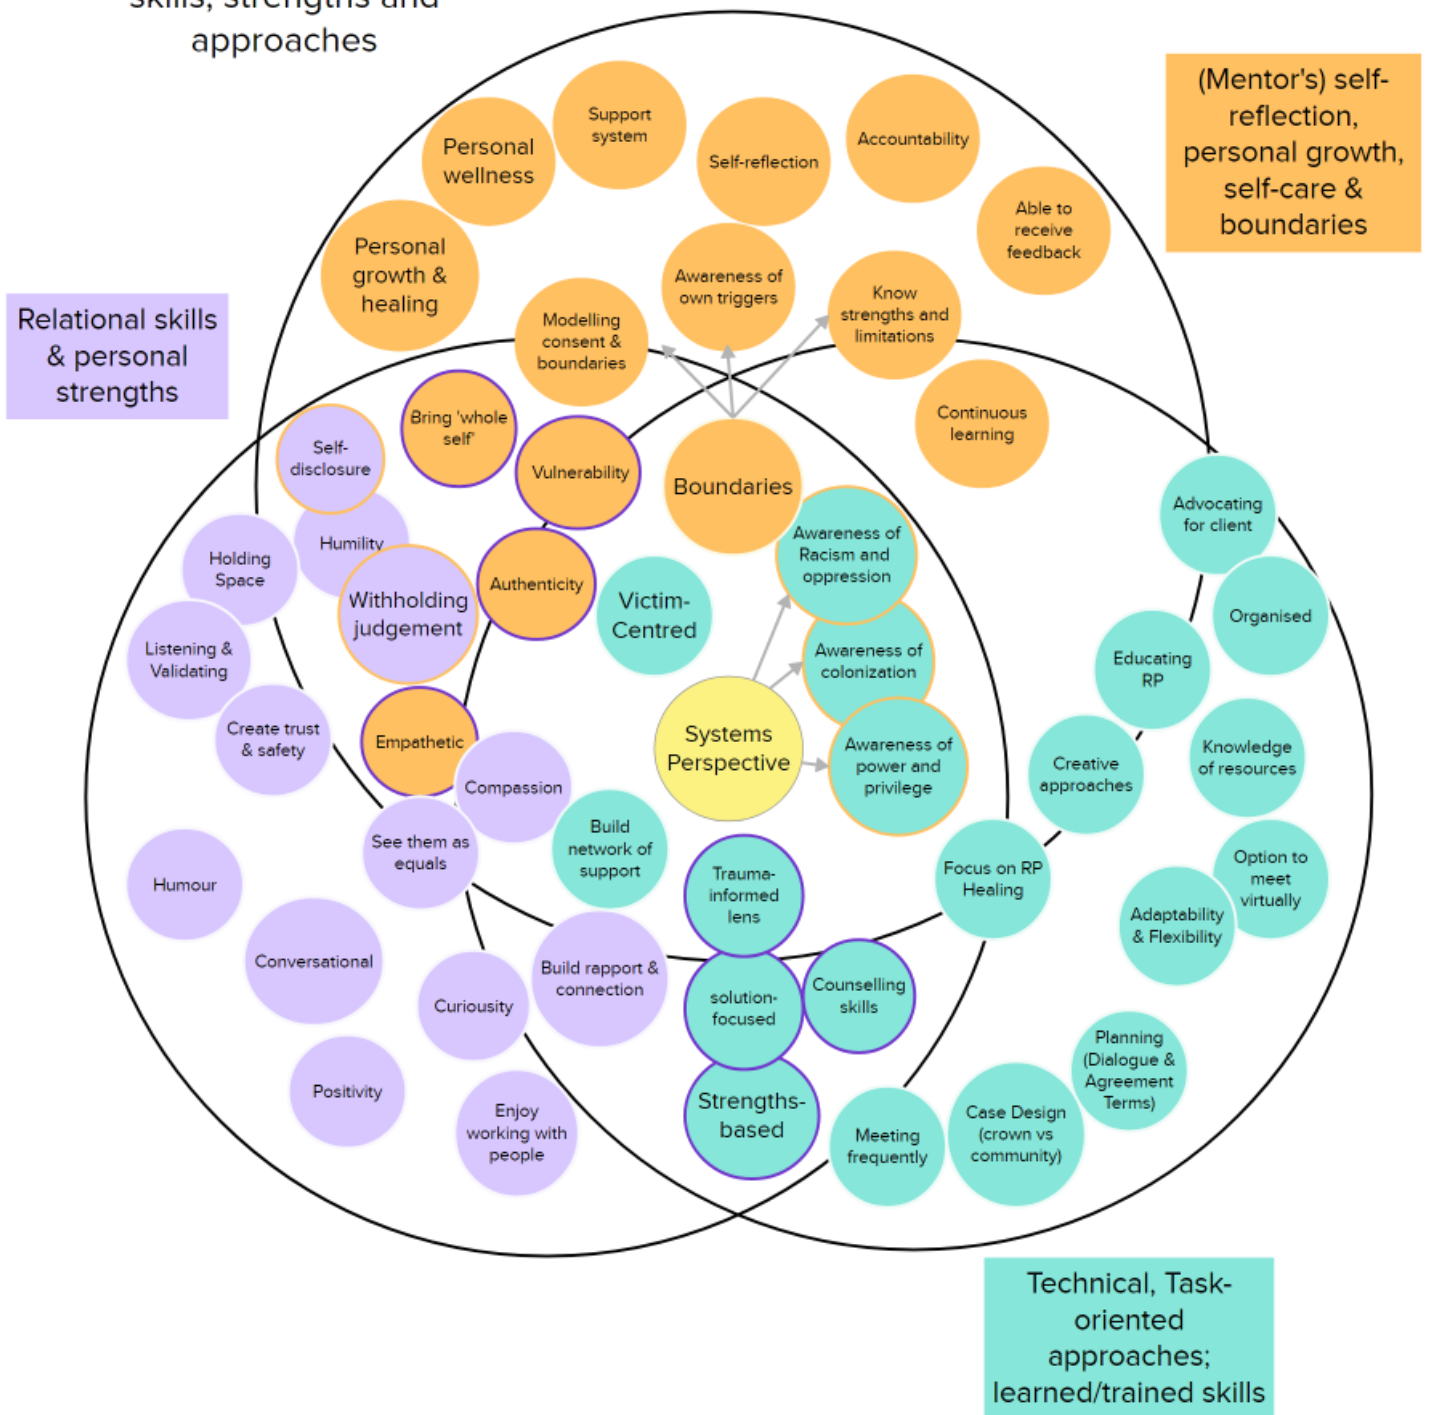 skills, strengths and
approaches
(Mentor's) self-
reflection,
personal growth,
self-care &
boundaries
Relational skills
& personal
strengths
Support
system
Personal
wellness
Self-reflection
Accountability
Able to
receive
feedback
Personal
growth &
healing
Awareness of
own triggers
Know
strengths and
limitations
Modelling
consent &
boundaries
Continuous
learning
Bring 'whole
self'
Self-
disclosure
Vulnerability
Boundaries
Humility
Holding
Space
Withholding
judgement
Authenticity
Victim-
Centred
Awareness of
Racism and
oppression
Advocating
for client
Organised
Listening &
Validating
Awareness of
colonization
Educating
RP
Create trust
& safety
Empathetic
Systems
Perspective
Awareness of
power and
privilege
Creative
approaches
Knowledge
of resources
Compassion
See them as
equals
Build
network of
support
Trauma-
informed
lens
Focus on RP
Healing
Option to
meet
virtually
Humour
Adaptability
& Flexibility
Conversational
Curiousity
Build rapport &
connection
solution-
focused
Counselling
skills
Positivity
Enjoy
working with
people
Strengths-
based
Meeting
frequently
Case Design
(crown vs
community)
Planning
(Dialogue &
Agreement
Terms)
Technical, Task-
oriented
approaches;
learned/trained skills